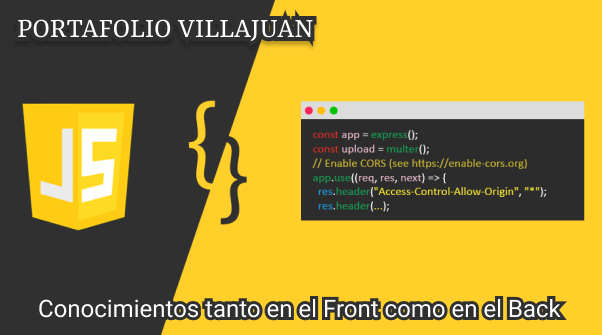 PORTAFOLIO VILLAJUAN
JS
{ }
const app = express();
const upload = multer();
// Enable CORS (see https://enable-cors.org)
app.use((req, res, next) => {
res.header("Access-Control-Allow-Origin", "*");
res.header(...);
Conocimientos tanto en el Front como en el Back